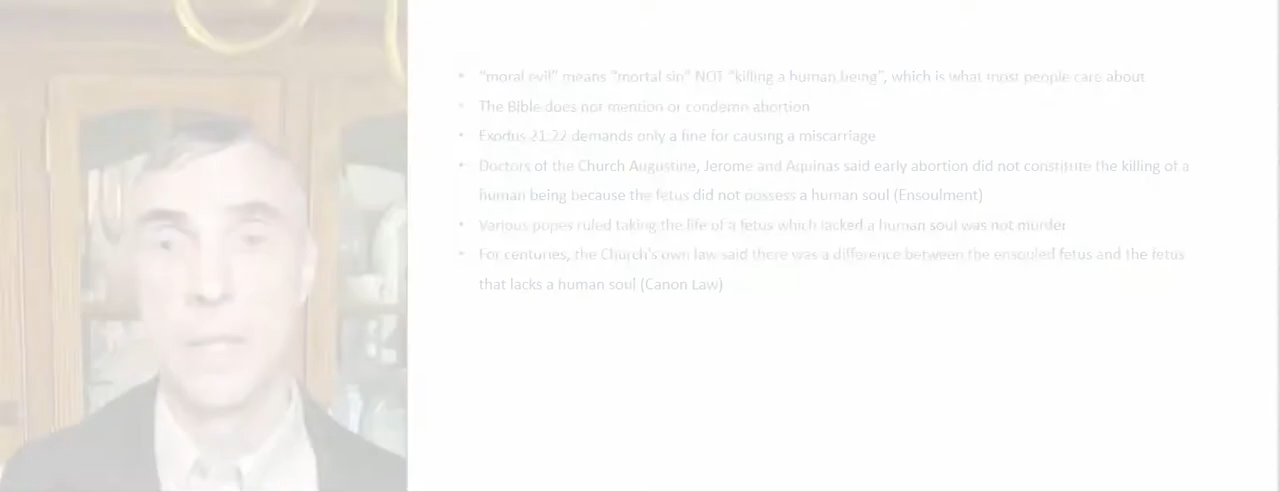 • "moral evil" means "mortal sin" NOT "killing a human being", which is what most people care about
• The Bible does not mention or condemn abortion
• Exodus 21.22 demands only a fine for causing a miscarriage
• Doctors of the Church Augustine, Jerome and Aquinas said early abortion did not constitute the killing of a
human being because the fetus did not possess a human soul (Ensoulment)
• Various popes ruled taking the life of a fetus which lacked a human soul was not murder
• For centuries, the Church's own law said there was a difference between the ensouled fetus and the fetus
that lacks a human soul (Canon Law)